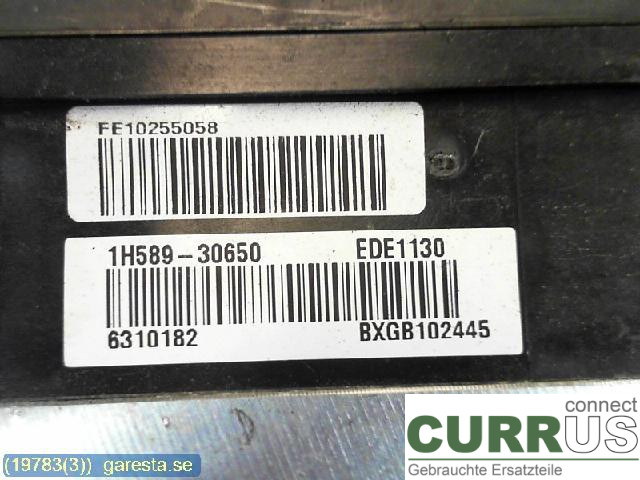 FE10255058
1H589-30650 EDE1130
6310182 BXGB102445
connect
CURRUS
Gebrauchte Ersatzteile
(19783(3)) garesta.se